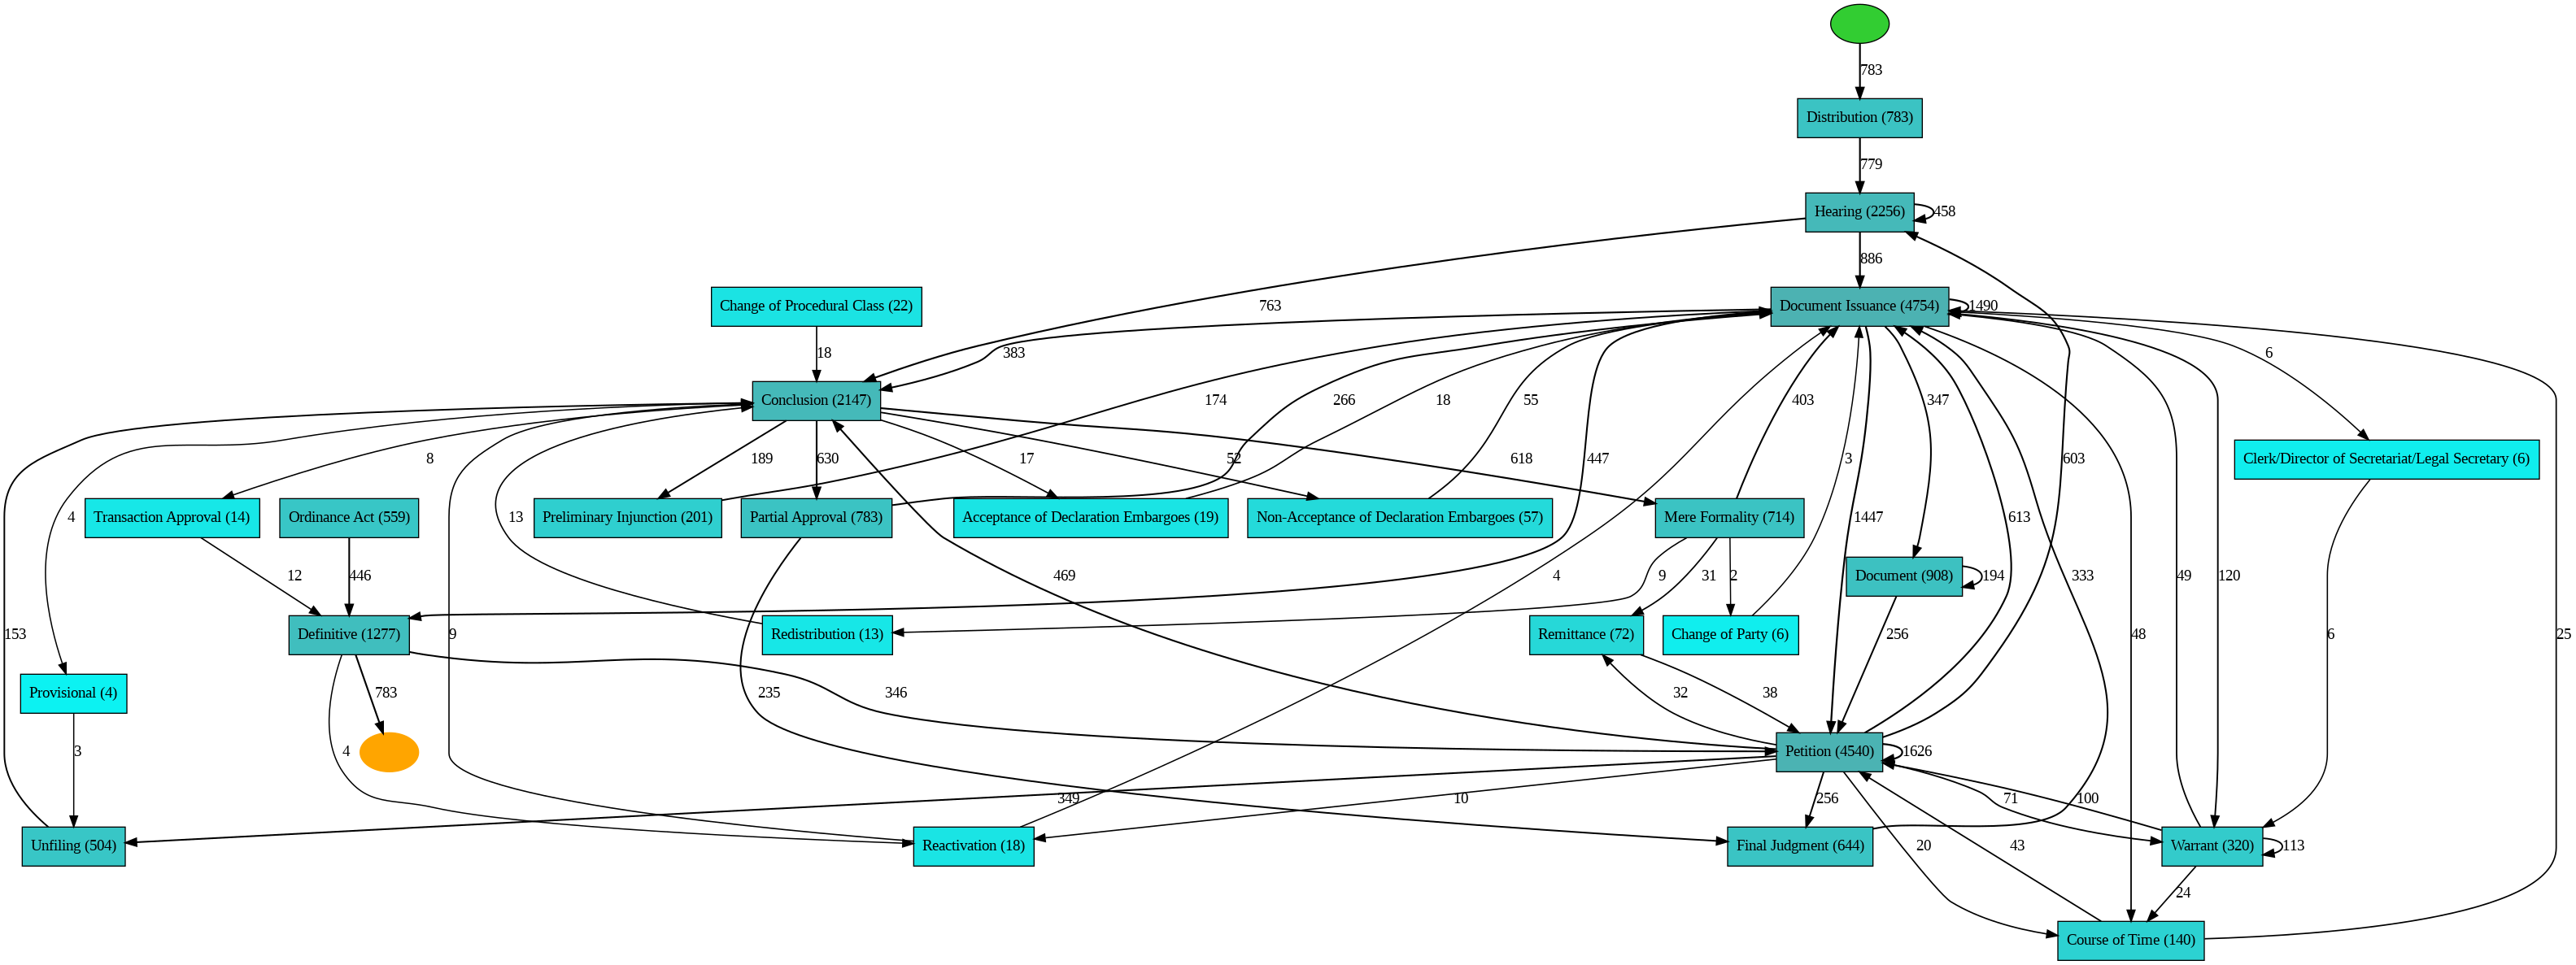 783
Distribution (783)
779
Hearing (2256)
458
763
886
Change of Procedural Class (22)
Document Issuance (4754)
1490
18
383
6
Conclusion (2147)
174
266
18
55
403
347
8
189
630
17
52
618
447
3
603
Clerk/Director of Secretariat/Legal Secretary (6)
4
Transaction Approval (14)
Ordinance Act (559)
13
Preliminary Injunction (201)
Partial Approval (783)
Acceptance of Declaration Embargoes (19)
Non-Acceptance of Declaration Embargoes (57)
Mere Formality (714)
1447
613
12
446
469
4
9
31
2
Document (908)
194
333
49
120
153
Definitive (1277)
9
Redistribution (13)
Remittance (72)
Change of Party (6)
256
48
6
25
Provisional (4)
783
235
346
32
38
3
4
Petition (4540)
1626
349
10
256
71
100
Unfiling (504)
Reactivation (18)
Final Judgment (644)
20
43
Warrant (320)
113
24
Course of Time (140)